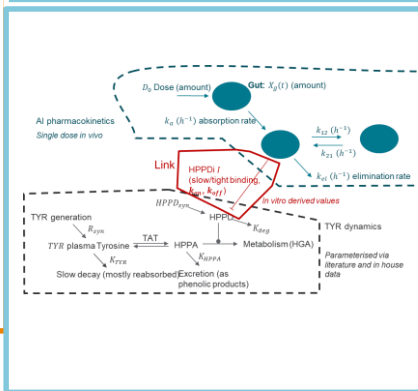 D₀ Dose (amount)
Gut: X_g(t) (amount)
AI pharmacokinetics
Single dose in vivo
k_a (h⁻¹) absorption rate
k₁₂ (h⁻¹)
k₂₁ (h⁻¹)
k_el (h⁻¹) elimination rate
Link
HPPDi I
(slow/tight binding,
k_on, k_off)
In vitro derived values
HPPD_syn
HPPD
K_deg
TYR generation
R_syn
TYR dynamics
TYR plasma Tyrosine
TAT
HPPA
Metabolism (HGA)
Parameterised via
literature and in house
data
K_TYR
K_HPPA
Slow decay (mostly reabsorbed)
Excretion (as
phenolic products)